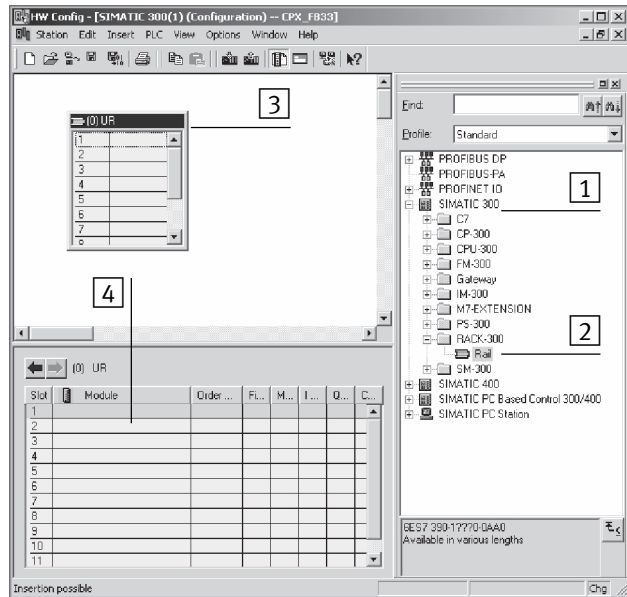 HW Config - [SIMATIC 300(1) (Configuration) -- CPX_FB33]
Station Edit Insert PLC View Options Window Help
3
(0) UR
1
2
3
4
5
6
7
4
Find:
Profile: Standard
PROFIBUS DP
PROFIBUS-PA
PROFINET IO
SIMATIC 300
1
C7
CP-300
CPU-300
FM-300
Gateway
IM-300
M7-EXTENSION
PS-300
RACK-300
2
Rail
SM-300
SIMATIC 400
SIMATIC PC Based Control 300/400
SIMATIC PC Station
(0) UR
Slot Module Order ... Fi... M... I ... Q... C...
1
2
3
4
5
6
7
8
9
10
11
6ES7 390-1???0-0AA0
Available in various lengths
Insertion possible
Chg